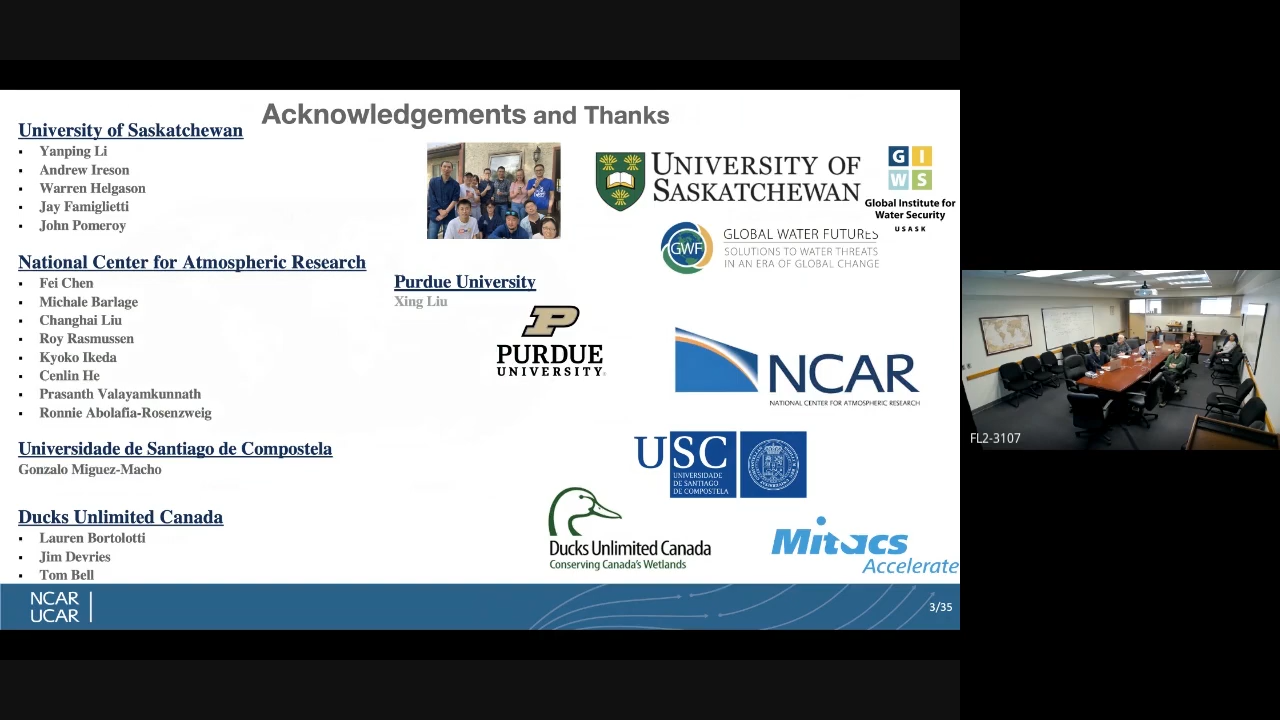 Acknowledgements and Thanks
University of Saskatchewan
▪ Yanping Li
▪ Andrew Ireson
▪ Warren Helgason
▪ Jay Famiglietti
▪ John Pomeroy
National Center for Atmospheric Research
▪ Fei Chen
▪ Michale Barlage
▪ Changhai Liu
▪ Roy Rasmussen
▪ Kyoko Ikeda
▪ Cenlin He
▪ Prasanth Valayamkunnath
▪ Ronnie Abolafia-Rosenzweig
Universidade de Santiago de Compostela
Gonzalo Miguez-Macho
Ducks Unlimited Canada
▪ Lauren Bortolotti
▪ Jim Devries
▪ Tom Bell
Purdue University
Xing Liu
PURDUE
UNIVERSITY®
UNIVERSITY OF
SASKATCHEWAN
G I
W S
Global Institute for
Water Security
USASK
GWF
GLOBAL WATER FUTURES
SOLUTIONS TO WATER THREATS
IN AN ERA OF GLOBAL CHANGE
NCAR
NATIONAL CENTER FOR ATMOSPHERIC RESEARCH
USC
UNIVERSIDADE
DE SANTIAGO
DE COMPOSTELA
Ducks Unlimited Canada
Conserving Canada's Wetlands
Mitacs
Accelerate
NCAR
UCAR
3/35
FL2-3107